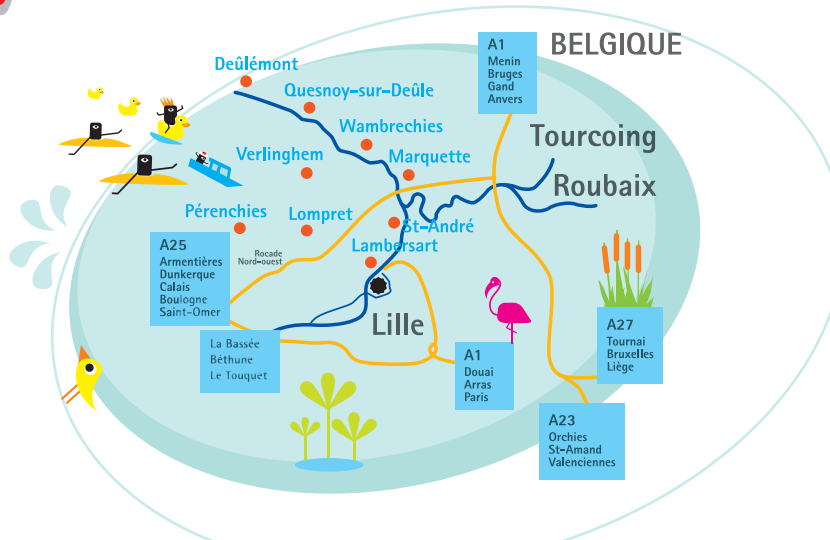 A1
Menin
Bruges
Gand
Anvers
BELGIQUE
Deûlémont
Quesnoy-sur-Deûle
Wambrechies
Tourcoing
Verlinghem
Marquette
Roubaix
Pérenchies
Lompret
St-André
A25
Armentières
Dunkerque
Calais
Boulogne
Saint-Omer
Rocade
Nord-ouest
Lambersart
Lille
La Bassée
Béthune
Le Touquet
A1
Douai
Arras
Paris
A27
Tournai
Bruxelles
Liège
A23
Orchies
St-Amand
Valenciennes